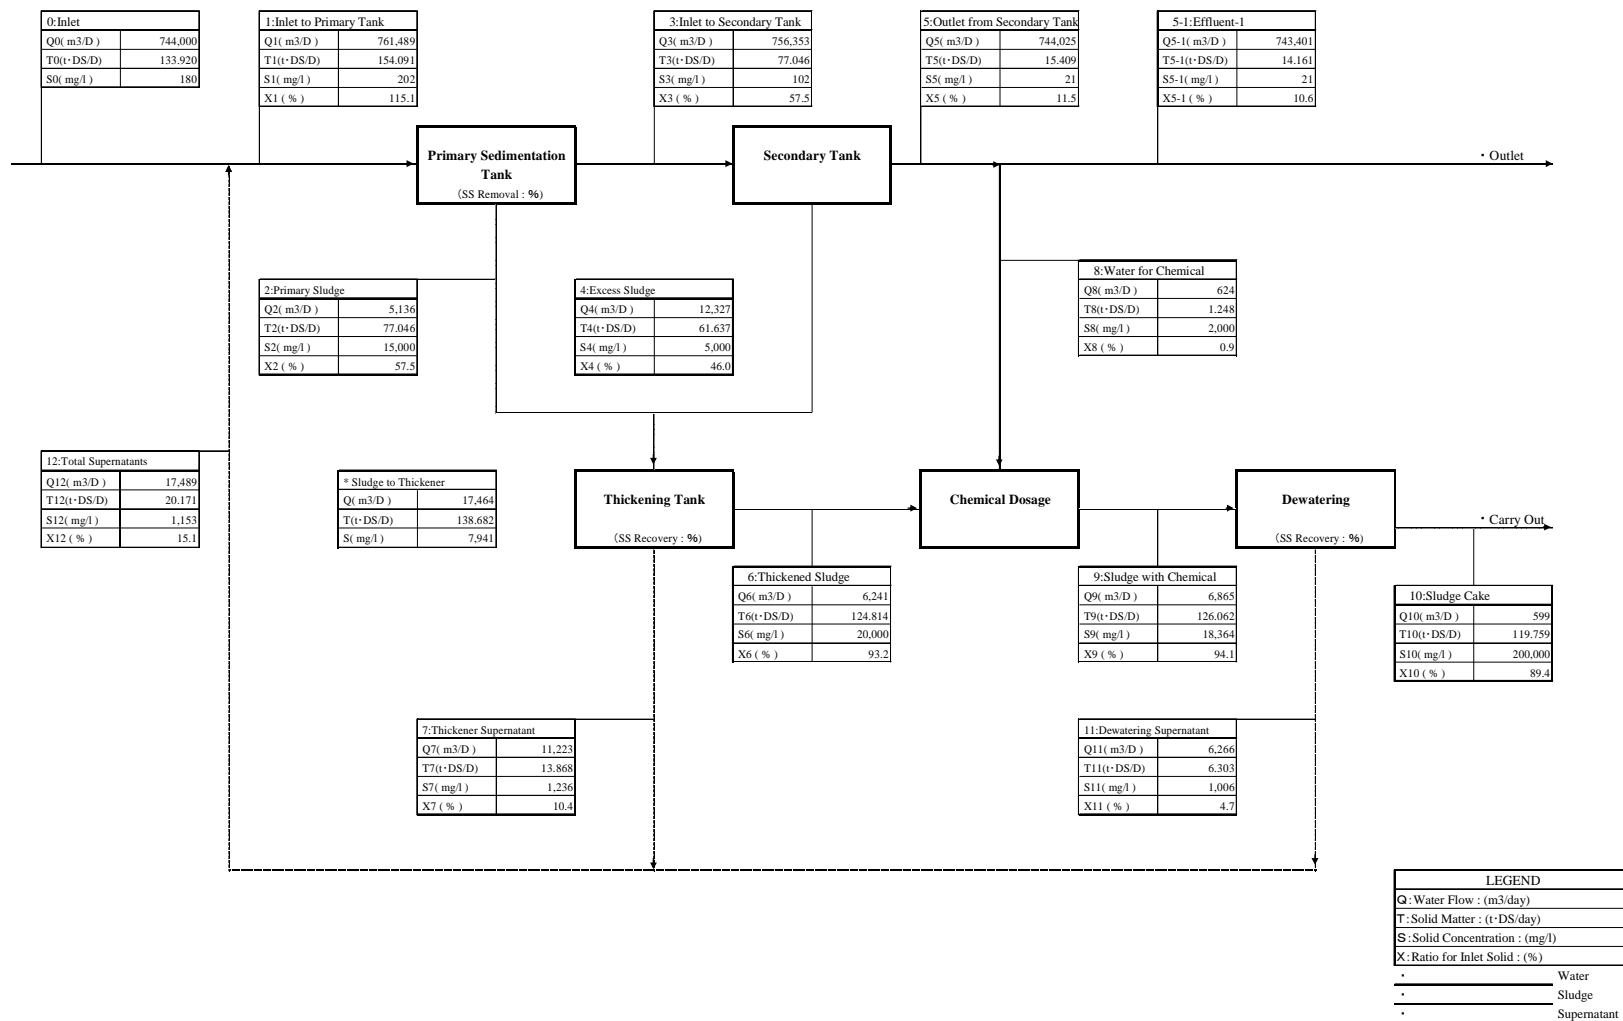 0:Inlet
Q0( m3/D ) 744,000
T0(t・DS/D) 133.920
S0( mg/l ) 180
1:Inlet to Primary Tank
Q1( m3/D ) 761,489
T1(t・DS/D) 154.091
S1( mg/l ) 202
X1 ( % ) 115.1
3:Inlet to Secondary Tank
Q3( m3/D ) 756,353
T3(t・DS/D) 77.046
S3( mg/l ) 102
X3 ( % ) 57.5
5:Outlet from Secondary Tank
Q5( m3/D ) 744,025
T5(t・DS/D) 15.409
S5( mg/l ) 21
X5 ( % ) 11.5
5-1:Effluent-1
Q5-1( m3/D ) 743,401
T5-1(t・DS/D) 14.161
S5-1( mg/l ) 21
X5-1 ( % ) 10.6
Primary Sedimentation
Tank
(SS Removal : %)
Secondary Tank
・ Outlet
2:Primary Sludge
Q2( m3/D ) 5,136
T2(t・DS/D) 77.046
S2( mg/l ) 15,000
X2 ( % ) 57.5
4:Excess Sludge
Q4( m3/D ) 12,327
T4(t・DS/D) 61.637
S4( mg/l ) 5,000
X4 ( % ) 46.0
8:Water for Chemical
Q8( m3/D ) 624
T8(t・DS/D) 1.248
S8( mg/l ) 2,000
X8 ( % ) 0.9
12:Total Supernatants
Q12( m3/D ) 17,489
T12(t・DS/D) 20.171
S12( mg/l ) 1,153
X12 ( % ) 15.1
* Sludge to Thickener
Q( m3/D ) 17,464
T(t・DS/D) 138.682
S( mg/l ) 7,941
Thickening Tank
(SS Recovery : %)
Chemical Dosage
Dewatering
(SS Recovery : %)
・ Carry Out
6:Thickened Sludge
Q6( m3/D ) 6,241
T6(t・DS/D) 124.814
S6( mg/l ) 20,000
X6 ( % ) 93.2
9:Sludge with Chemical
Q9( m3/D ) 6,865
T9(t・DS/D) 126.062
S9( mg/l ) 18,364
X9 ( % ) 94.1
10:Sludge Cake
Q10( m3/D ) 599
T10(t・DS/D) 119.759
S10( mg/l ) 200,000
X10 ( % ) 89.4
7:Thickener Supernatant
Q7( m3/D ) 11,223
T7(t・DS/D) 13.868
S7( mg/l ) 1,236
X7 ( % ) 10.4
11:Dewatering Supernatant
Q11( m3/D ) 6,266
T11(t・DS/D) 6.303
S11( mg/l ) 1,006
X11 ( % ) 4.7
LEGEND
Q:Water Flow : (m3/day)
T:Solid Matter : (t・DS/day)
S:Solid Concentration : (mg/l)
X:Ratio for Inlet Solid : (%)
・ Water
・ Sludge
・ Supernatant